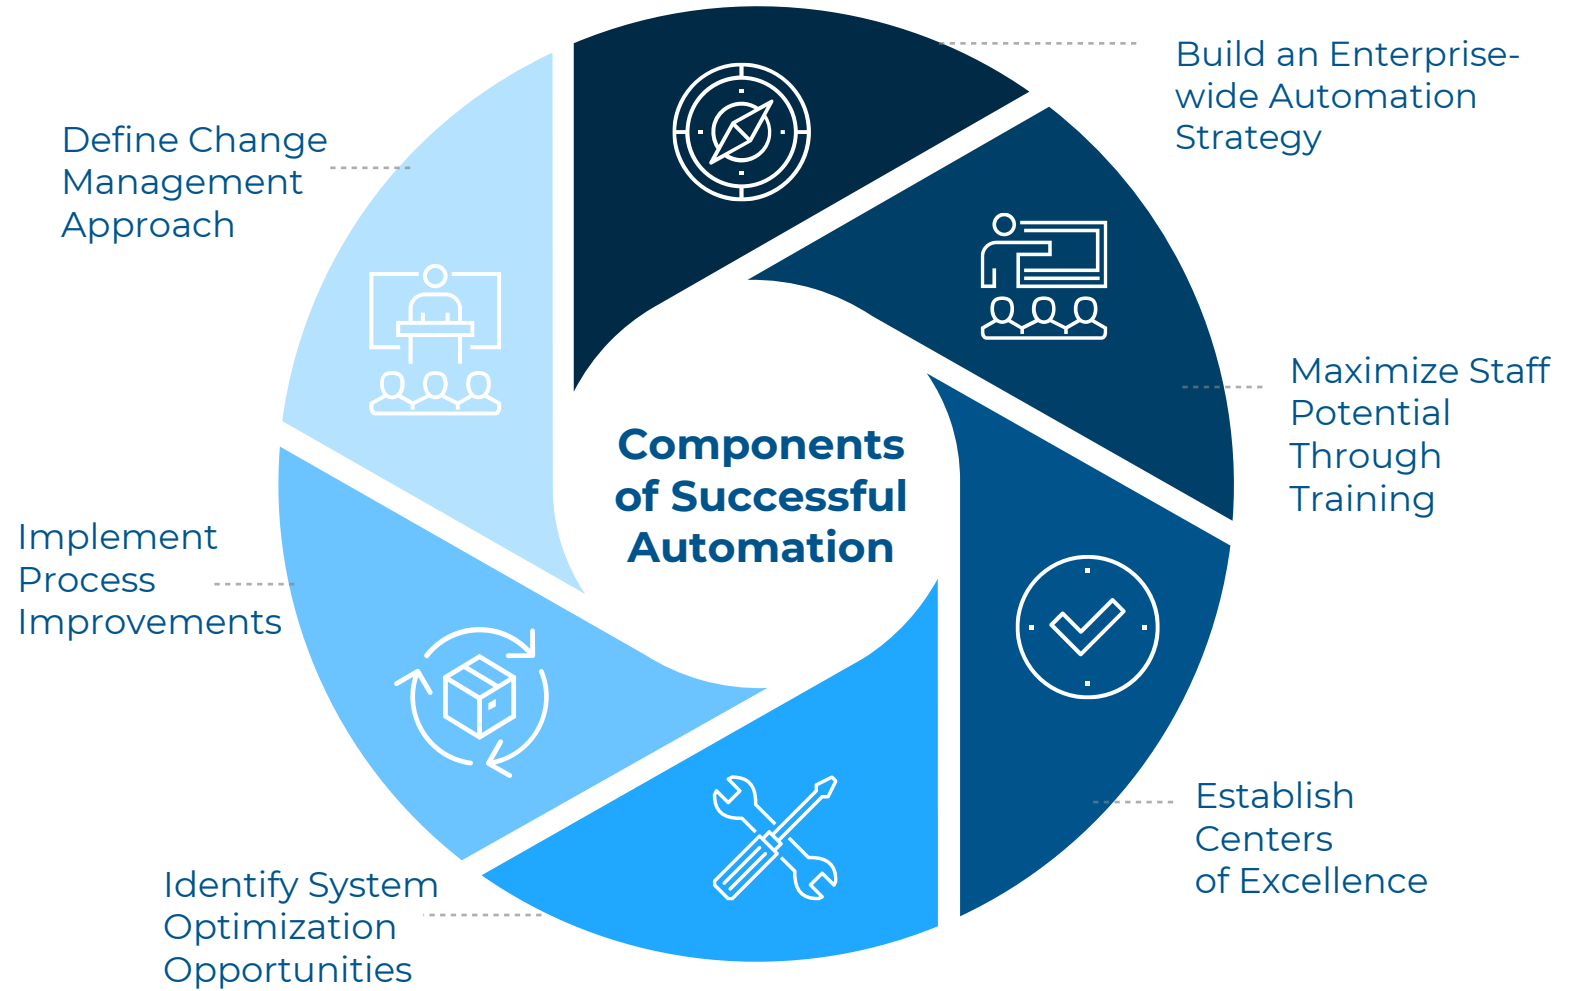 Build an Enterprise-
wide Automation
Strategy
Define Change
Management
Approach
Maximize Staff
Potential
Through
Training
Components
of Successful
Automation
Implement
Process
Improvements
Establish
Centers
of Excellence
Identify System
Optimization
Opportunities